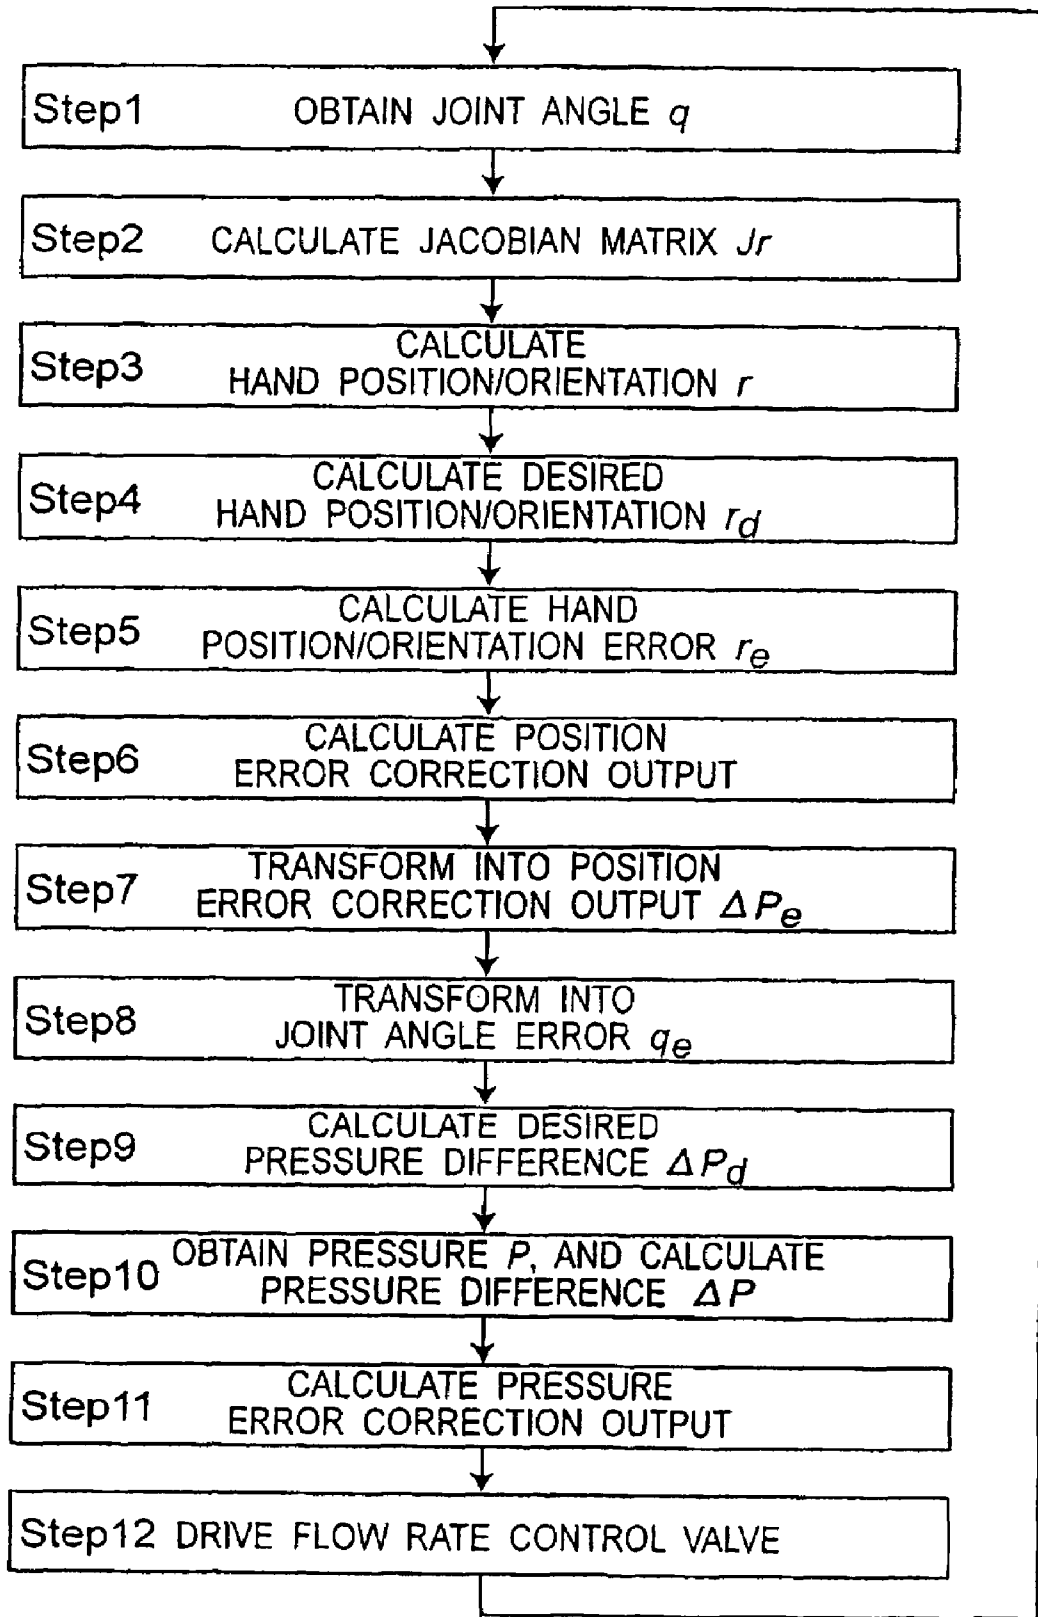 Step1 OBTAIN JOINT ANGLE q
Step2 CALCULATE JACOBIAN MATRIX Jr
Step3 CALCULATE
HAND POSITION/ORIENTATION r
Step4 CALCULATE DESIRED
HAND POSITION/ORIENTATION rd
Step5 CALCULATE HAND
POSITION/ORIENTATION ERROR re
Step6 CALCULATE POSITION
ERROR CORRECTION OUTPUT
Step7 TRANSFORM INTO POSITION
ERROR CORRECTION OUTPUT ΔPe
Step8 TRANSFORM INTO
JOINT ANGLE ERROR qe
Step9 CALCULATE DESIRED
PRESSURE DIFFERENCE ΔPd
Step10 OBTAIN PRESSURE P, AND CALCULATE
PRESSURE DIFFERENCE ΔP
Step11 CALCULATE PRESSURE
ERROR CORRECTION OUTPUT
Step12 DRIVE FLOW RATE CONTROL VALVE